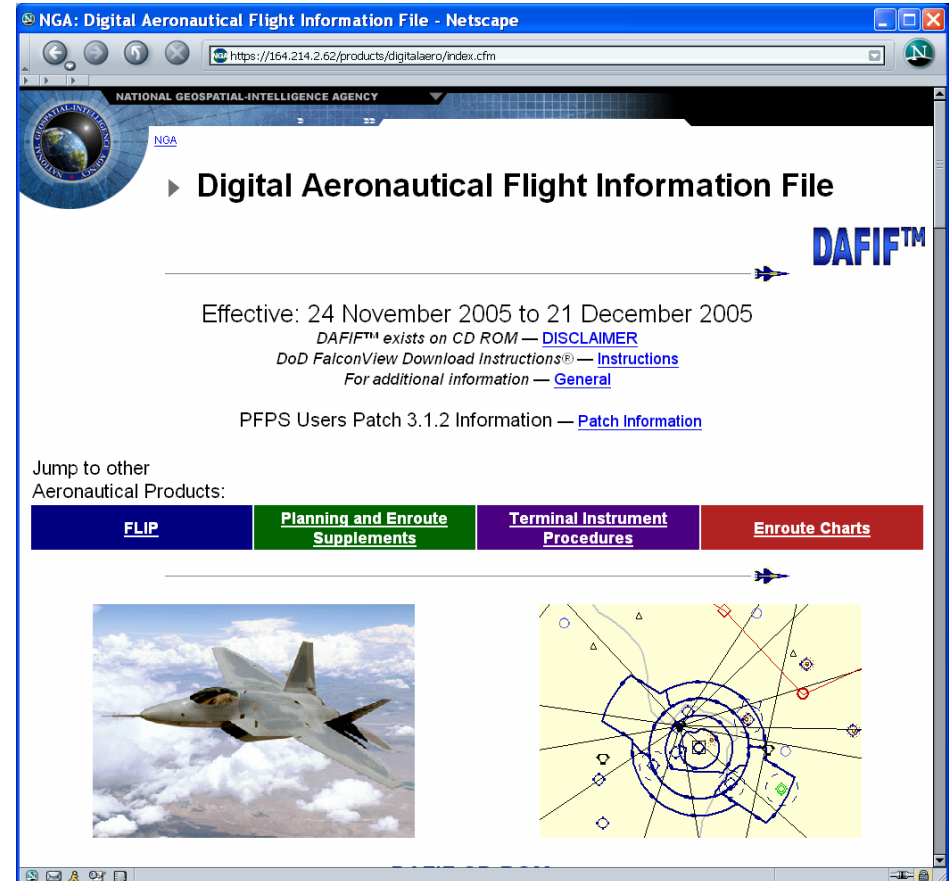 NGA: Digital Aeronautical Flight Information File - Netscape
https://164.214.2.62/products/digitalaero/index.cfm
NATIONAL GEOSPATIAL-INTELLIGENCE AGENCY
NGA
Digital Aeronautical Flight Information File
DAFIF™
Effective: 24 November 2005 to 21 December 2005
DAFIF™ exists on CD ROM — DISCLAIMER
DoD FalconView Download Instructions® — Instructions
For additional information — General
PFPS Users Patch 3.1.2 Information — Patch Information
Jump to other
Aeronautical Products:
FLIP
Planning and Enroute
Supplements
Terminal Instrument
Procedures
Enroute Charts